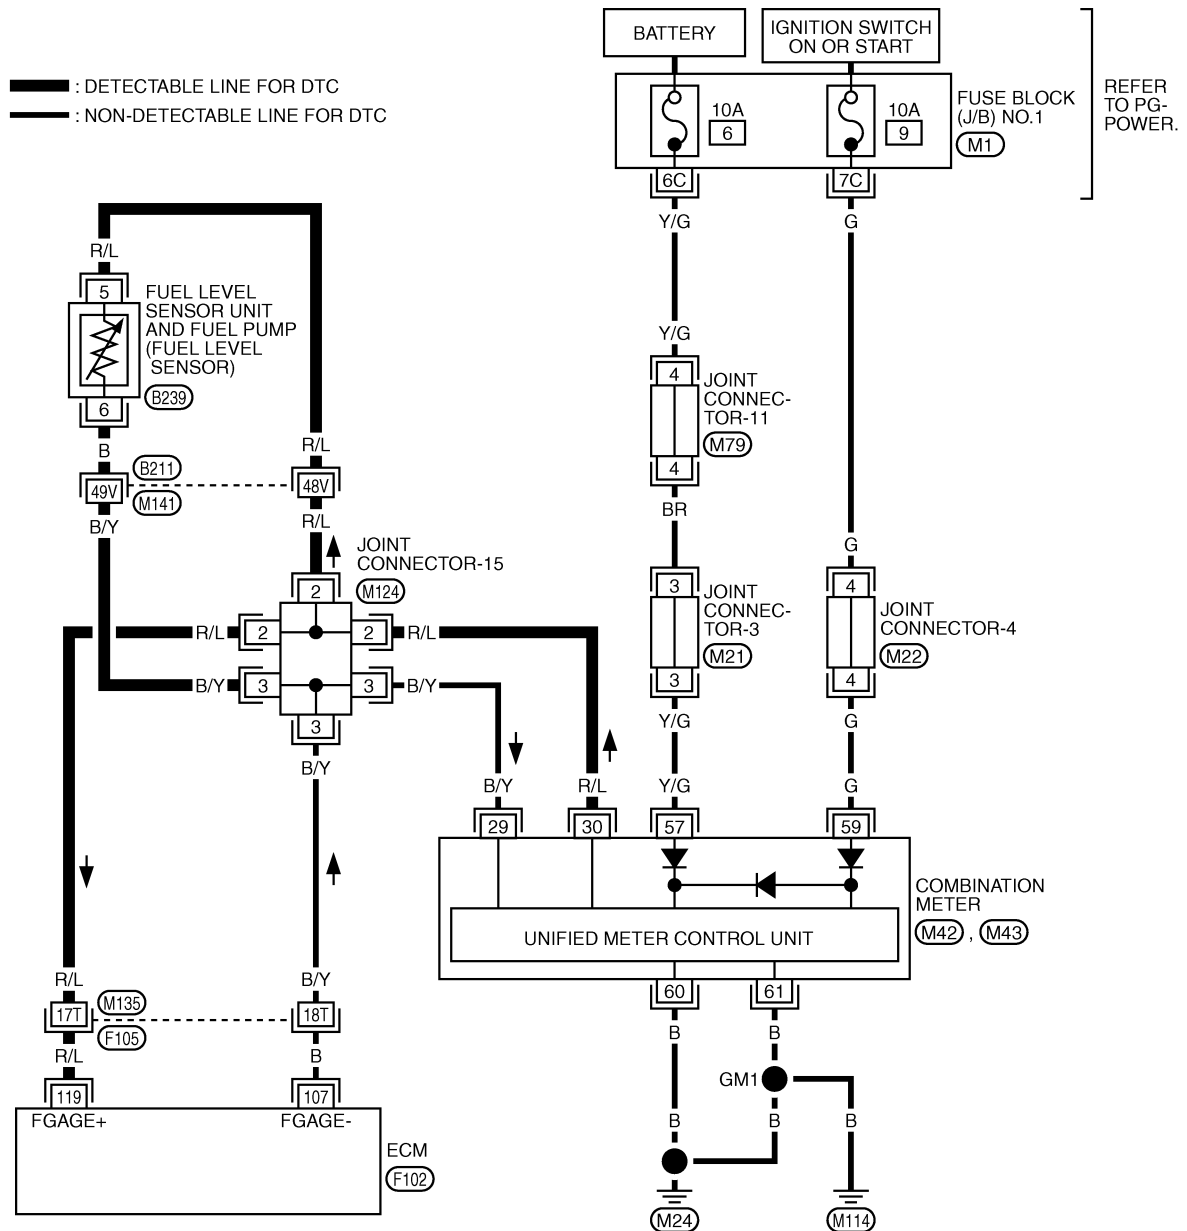 BATTERY
IGNITION SWITCH
ON OR START
: DETECTABLE LINE FOR DTC
: NON-DETECTABLE LINE FOR DTC
10A
6
10A
9
FUSE BLOCK
(J/B) NO.1
M1
REFER
TO PG-
POWER.
6C
7C
Y/G
G
R/L
5
FUEL LEVEL
SENSOR UNIT
AND FUEL PUMP
(FUEL LEVEL
SENSOR)
B239
6
B
Y/G
4
JOINT
CONNEC-
TOR-11
M79
4
BR
R/L
49V
B211
M141
48V
B/Y
R/L
G
JOINT
CONNECTOR-15
M124
2
R/L
2
2
R/L
B/Y
3
3
B/Y
3
B/Y
3
JOINT
CONNEC-
TOR-3
M21
3
4
JOINT
CONNECTOR-4
M22
4
Y/G
G
B/Y
R/L
Y/G
G
29
30
57
59
UNIFIED METER CONTROL UNIT
COMBINATION
METER
M42
,
M43
60
61
R/L
B/Y
17T
M135
F105
18T
R/L
B
B
B
GM1
119
107
FGAGE+
FGAGE-
ECM
F102
B
B
B
M24
M114